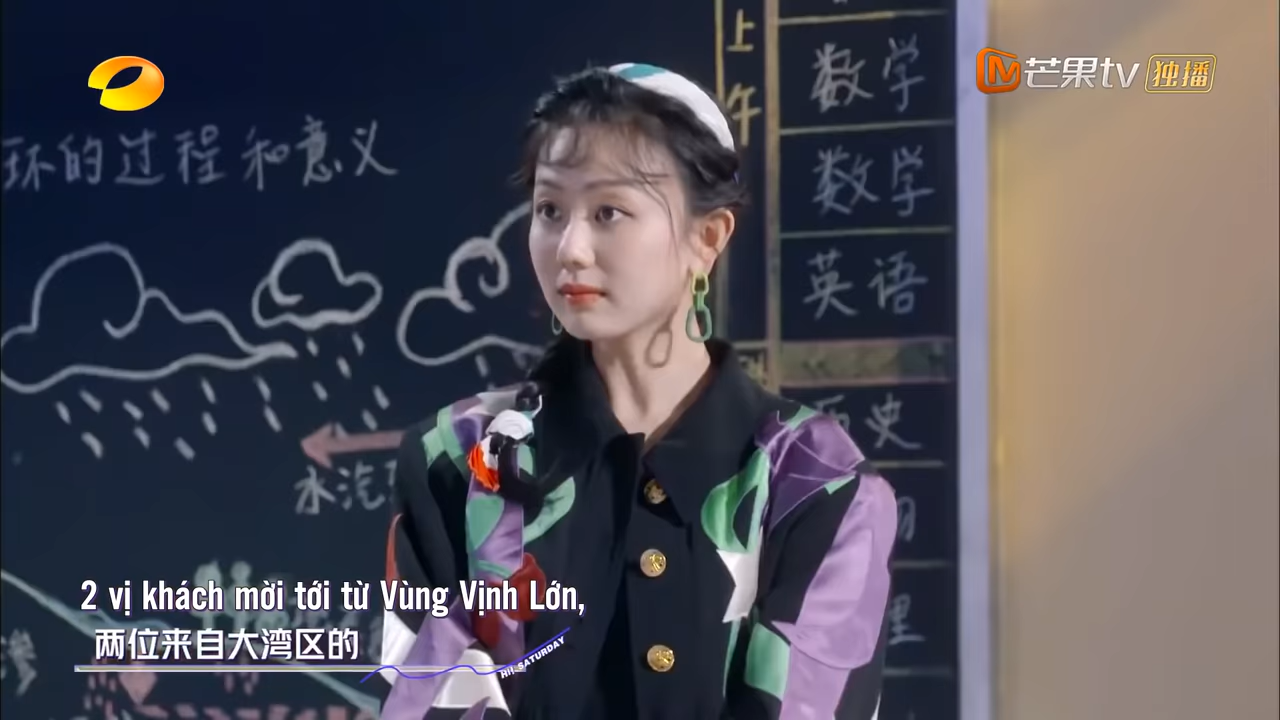 芒果tv 独播
上午
数学
数学
英语
史
环的过程和意义
水汽
2 vị khách mời tới từ Vùng Vịnh Lớn,
两位来自大湾区的
HI! SATURDAY